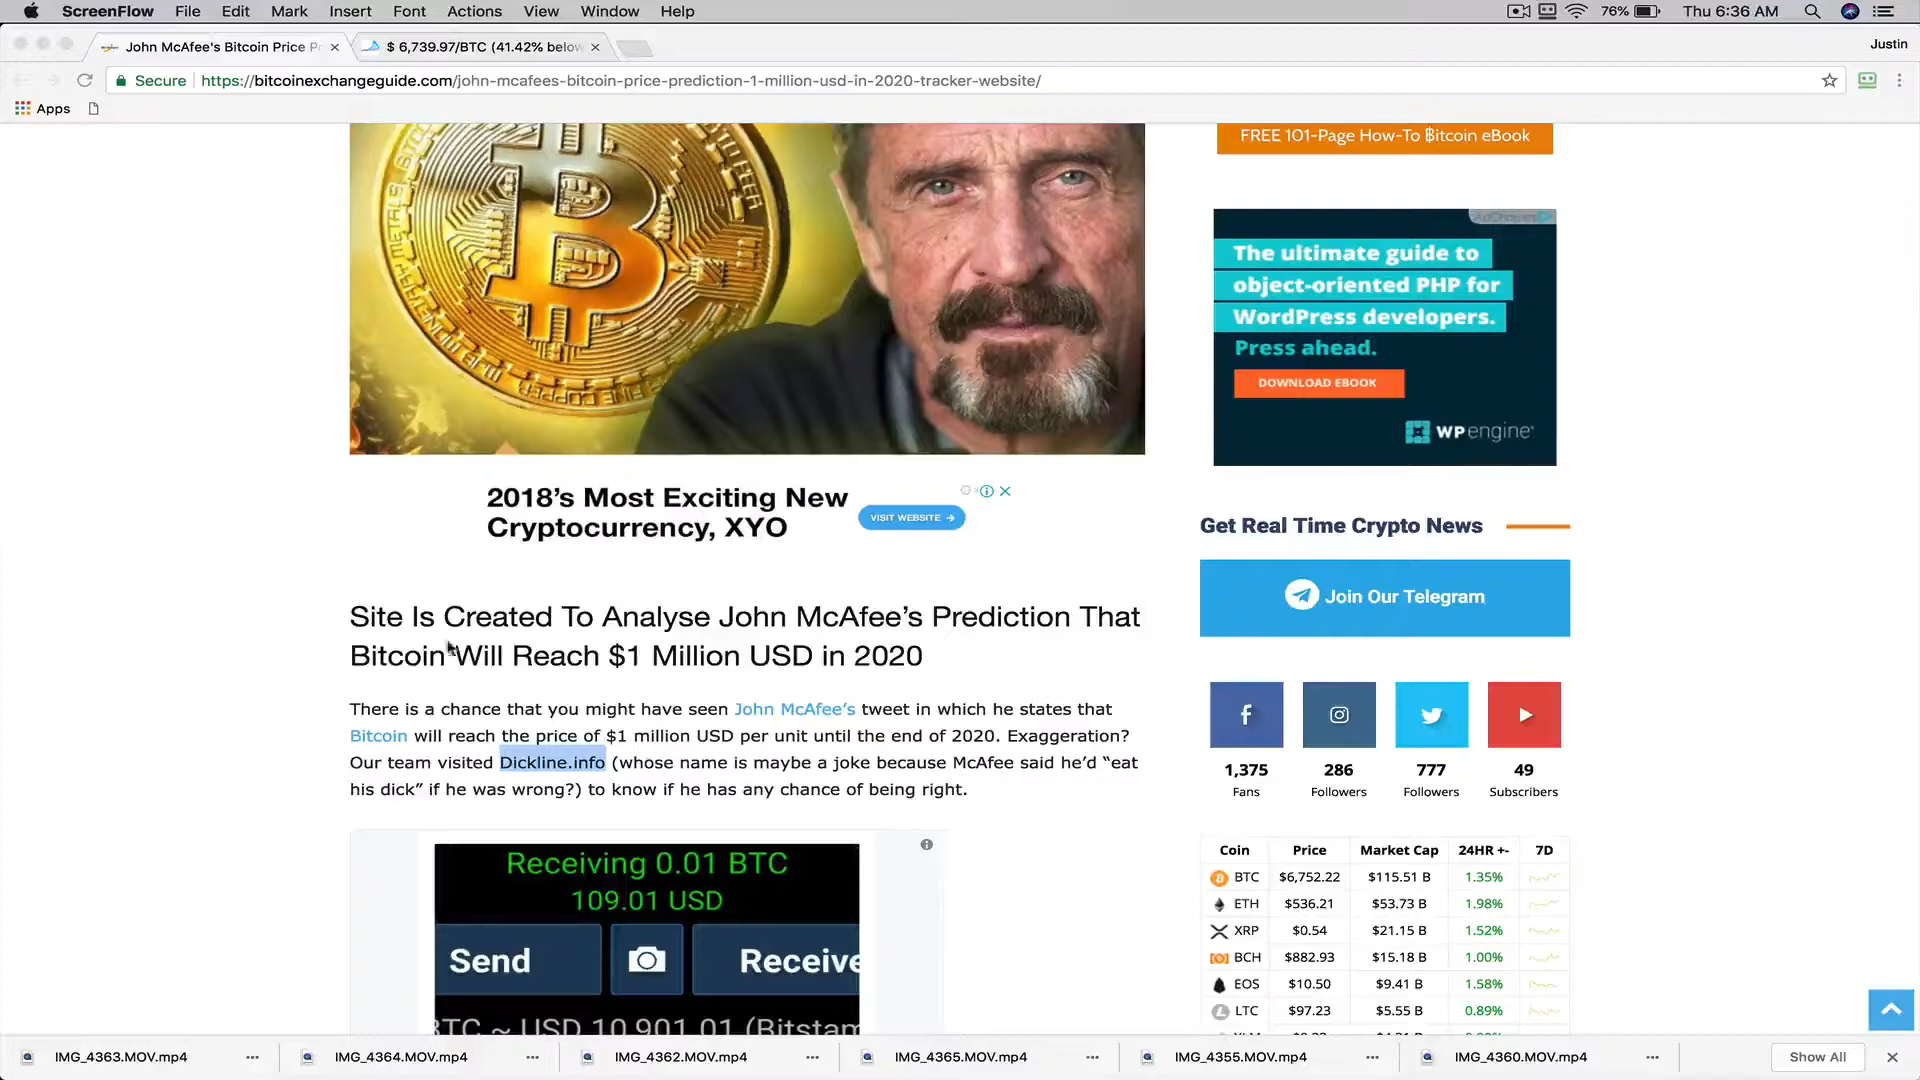 ScreenFlow File Edit Mark Insert Font Actions View Window Help 76% Thu 6:36 AM
John McAfee's Bitcoin Price P
$ 6,739.97/BTC (41.42% below
Justin
Secure https://bitcoinexchangeguide.com/john-mcafees-bitcoin-price-prediction-1-million-usd-in-2020-tracker-website/
Apps
FREE 101-Page How-To Bitcoin eBook
AdChoices
The ultimate guide to
object-oriented PHP for
WordPress developers.
Press ahead.
DOWNLOAD EBOOK
WP engine
2018's Most Exciting New
Cryptocurrency, XYO
VISIT WEBSITE
Get Real Time Crypto News
Join Our Telegram
Site Is Created To Analyse John McAfee's Prediction That
Bitcoin Will Reach $1 Million USD in 2020
There is a chance that you might have seen John McAfee's tweet in which he states that
Bitcoin will reach the price of $1 million USD per unit until the end of 2020. Exaggeration?
Our team visited Dickline.info (whose name is maybe a joke because McAfee said he'd “eat
his dick” if he was wrong?) to know if he has any chance of being right.
1,375 286 777 49
Fans Followers Followers Subscribers
Receiving 0.01 BTC
109.01 USD
Send Receive
BTC ~ USD 10,901.01 (Bitstam
Coin Price Market Cap 24HR +- 7D
BTC $6,752.22 $115.51 B 1.35%
ETH $536.21 $53.73 B 1.98%
XRP $0.54 $21.15 B 1.52%
BCH $882.93 $15.18 B 1.00%
EOS $10.50 $9.41 B 1.58%
LTC $97.23 $5.55 B 0.89%
IMG_4363.MOV.mp4 IMG_4364.MOV.mp4 IMG_4362.MOV.mp4 IMG_4365.MOV.mp4 IMG_4355.MOV.mp4 IMG_4360.MOV.mp4 Show All